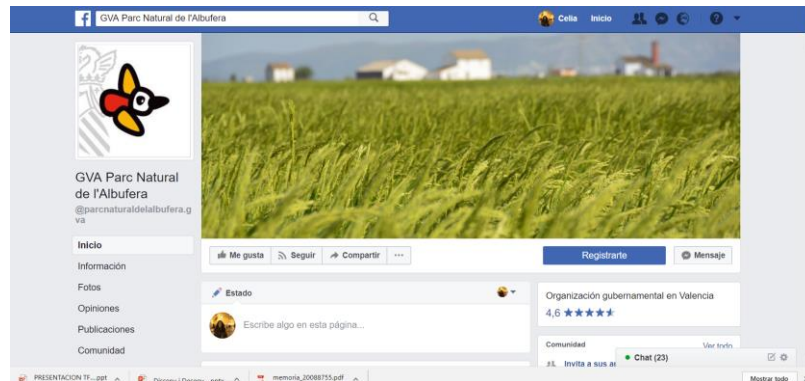 GVA Parc Natural de l'Albufera
Celia Inicio
GVA Parc Natural
de l'Albufera
@parcnaturaldelalbufera.g
va
Inicio
Información
Fotos
Opiniones
Publicaciones
Comunidad
Me gusta Seguir Compartir ...
Registrarte Mensaje
Estado
Escribe algo en esta página...
Organización gubernamental en Valencia
4,6
Comunidad Ver todo
Invita a sus
Chat (23)
PRESENTACION TF....ppt
memoria_20088755.pdf
Mostrar todo